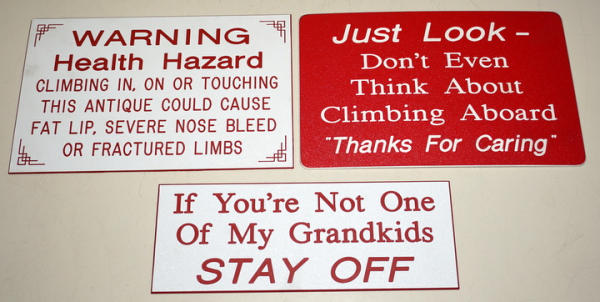 WARNING
Health Hazard
CLIMBING IN, ON OR TOUCHING
THIS ANTIQUE COULD CAUSE
FAT LIP, SEVERE NOSE BLEED
OR FRACTURED LIMBS
Just Look -
Don't Even
Think About
Climbing Aboard
"Thanks For Caring"
If You're Not One
Of My Grandkids
STAY OFF